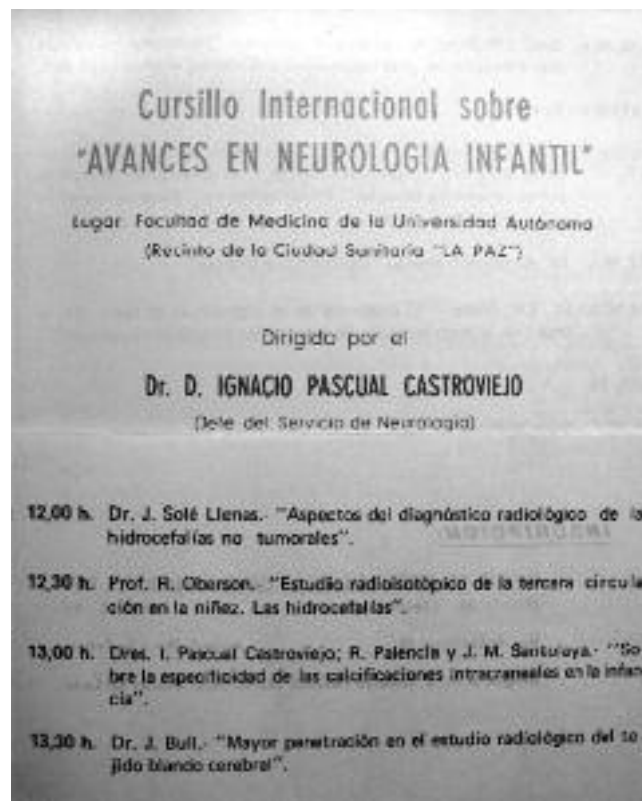 Cursillo Internacional sobre
"AVANCES EN NEUROLOGIA INFANTIL"
Lugar: Facultad de Medicina de la Universidad Autónoma
(Recinto de la Ciudad Sanitaria "LA PAZ")
Dirigido por el
Dr. D. IGNACIO PASCUAL CASTROVIEJO
(Jefe del Servicio de Neurología)
12,00 h. Dr. J. Solé Llenas.- "Aspectos del diagnóstico radiológico de la
hidrocefalías no tumorales".
12,30 h. Prof. R. Oberson.- "Estudio radioisotópico de la tercera circula
ción en la niñez. Las hidrocefalías".
13,00 h. Dres. I. Pascual Castroviejo; R. Palencia y J. M. Santolaya.- "So
bre la especificidad de las calcificaciones intracraneales en la infan
cia".
13,30 h. Dr. J. Bull.- "Mayor penetración en el estudio radiológico del te
jido blando cerebral".